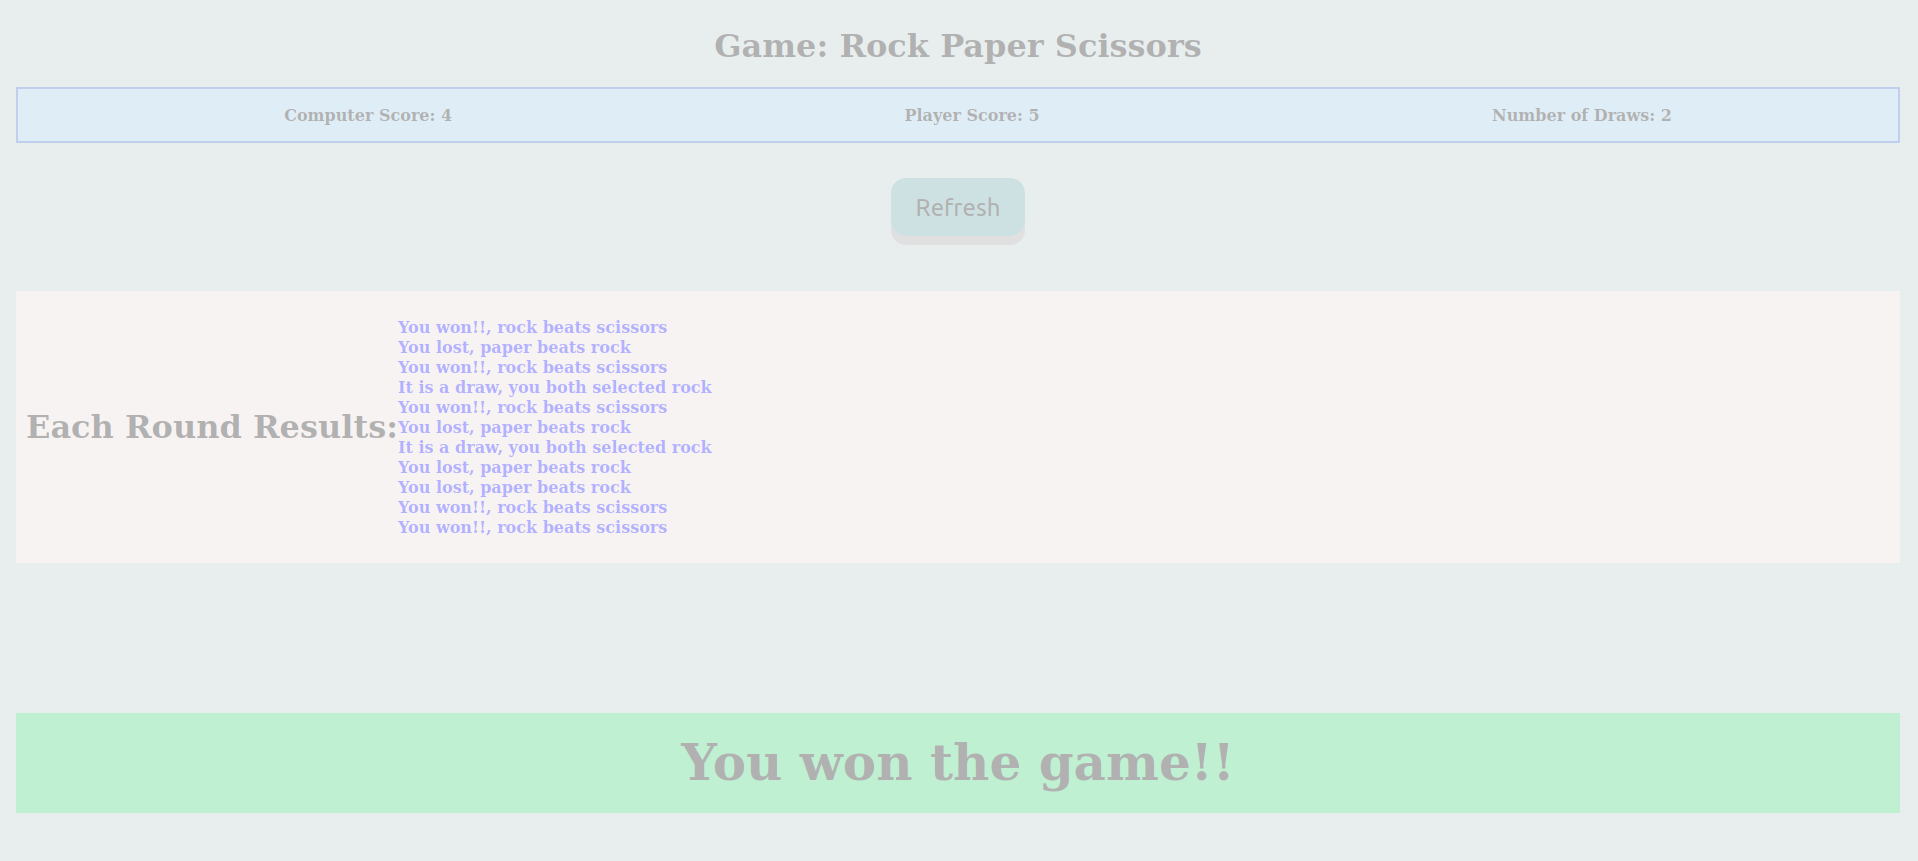 Game: Rock Paper Scissors
Computer Score: 4
Player Score: 5
Number of Draws: 2
Refresh
Each Round Results:
You won!!, rock beats scissors
You lost, paper beats rock
You won!!, rock beats scissors
It is a draw, you both selected rock
You won!!, rock beats scissors
You lost, paper beats rock
It is a draw, you both selected rock
You lost, paper beats rock
You lost, paper beats rock
You won!!, rock beats scissors
You won!!, rock beats scissors
You won the game!!